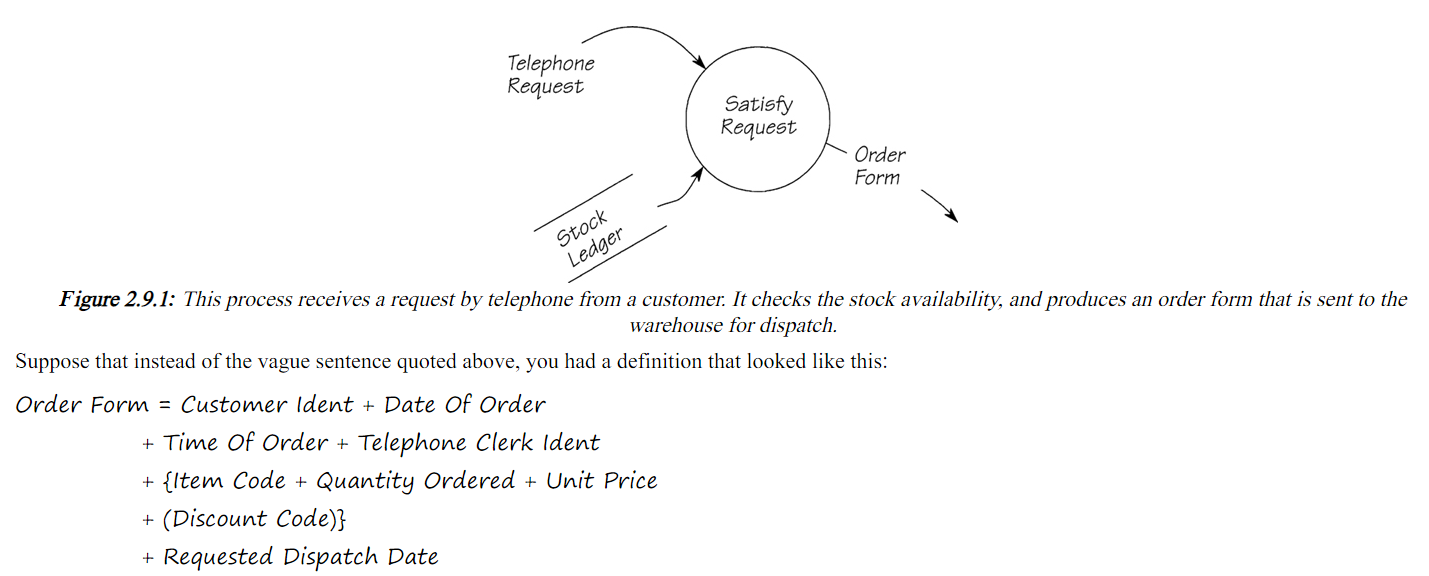 Telephone
Request
Satisfy
Request
Order
Form
Stock
Ledger
Figure 2.9.1: This process receives a request by telephone from a customer. It checks the stock availability, and produces an order form that is sent to the
warehouse for dispatch.
Suppose that instead of the vague sentence quoted above, you had a definition that looked like this:
Order Form = Customer Ident + Date Of Order
+ Time Of Order + Telephone Clerk Ident
+ {Item Code + Quantity Ordered + Unit Price
+ (Discount Code)}
+ Requested Dispatch Date